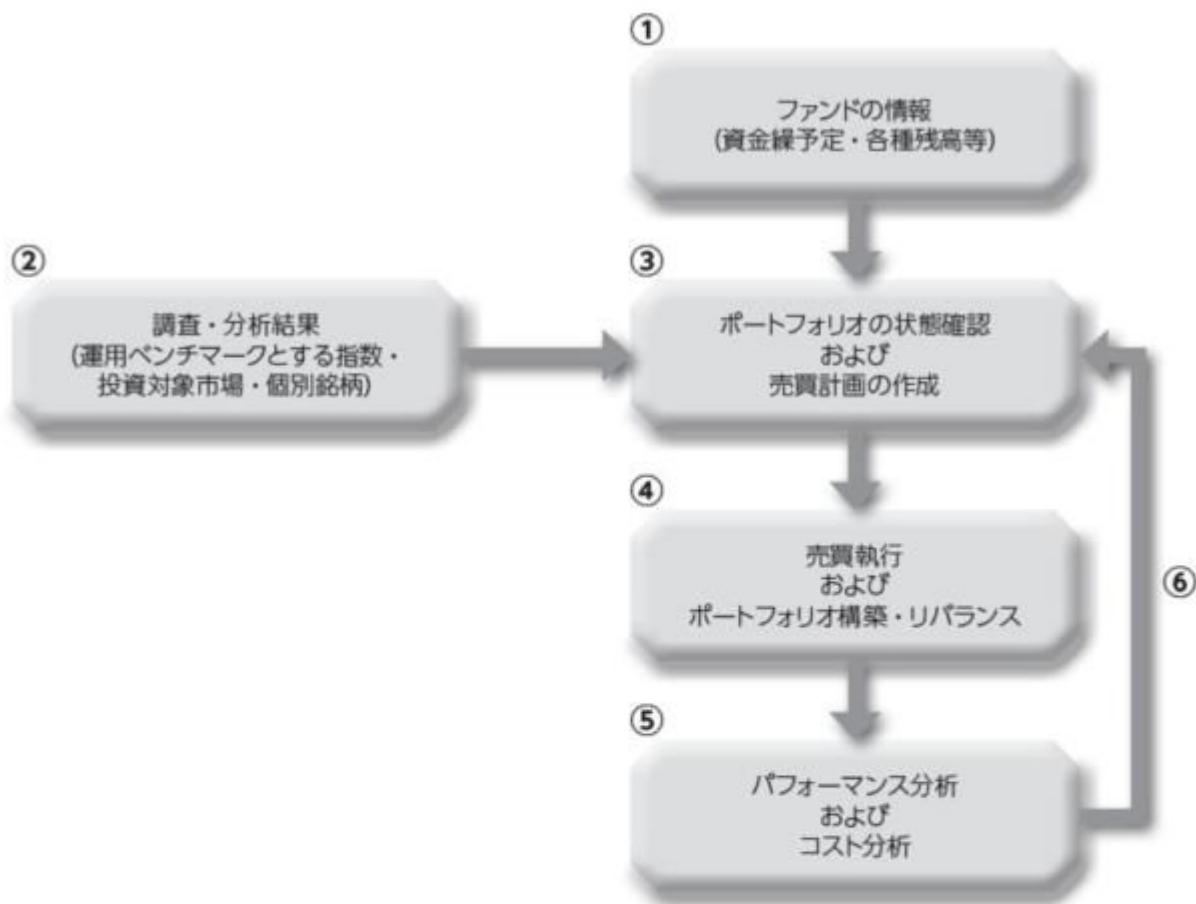 ①
ファンドの情報
(資金繰予定・各種残高等)
②
調査・分析結果
(運用ベンチマークとする指数・
投資対象市場・個別銘柄)
③
ポートフォリオの状態確認
および
売買計画の作成
④
売買執行
および
ポートフォリオ構築・リバランス
⑤
パフォーマンス分析
および
コスト分析
⑥